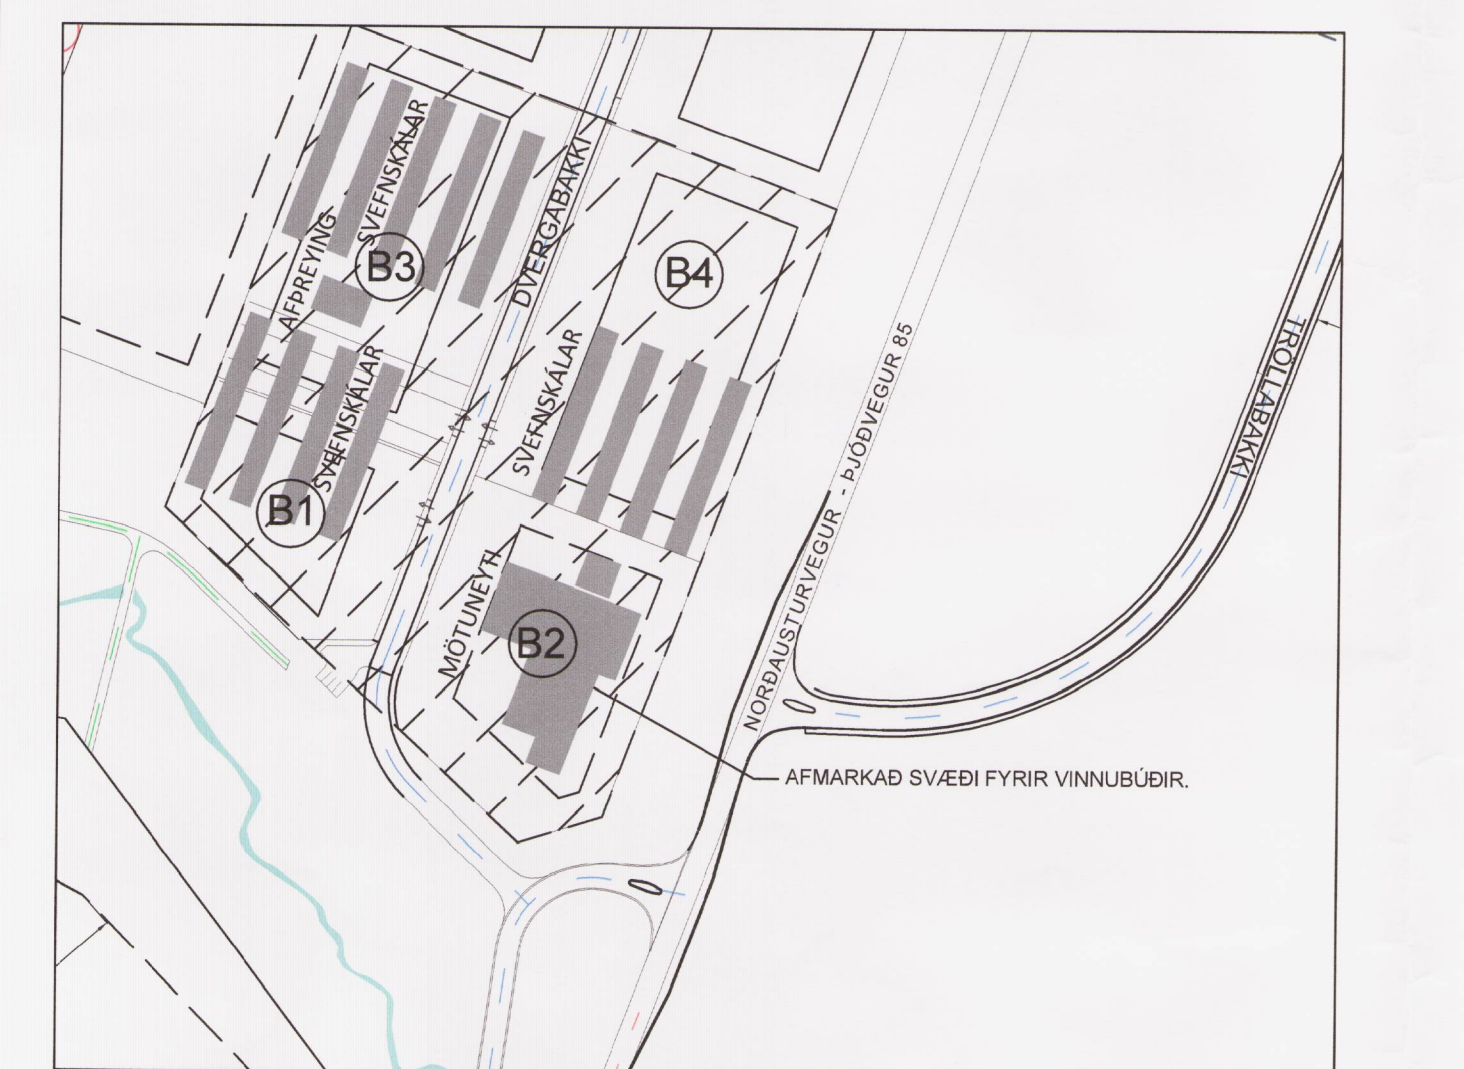 SVEFNSKÁLAR
DVERGABAKKI
AFÞREYING
B3
B4
TRÖLLABAKKI
SVEFNSKÁLAR
SVEFNSKÁLAR
NORÐAUSTURVEGUR - ÞJÓÐVEGUR 85
B1
MÖTUNEYTI
B2
AFMARKAÐ SVÆÐI FYRIR VINNUBÚÐIR.